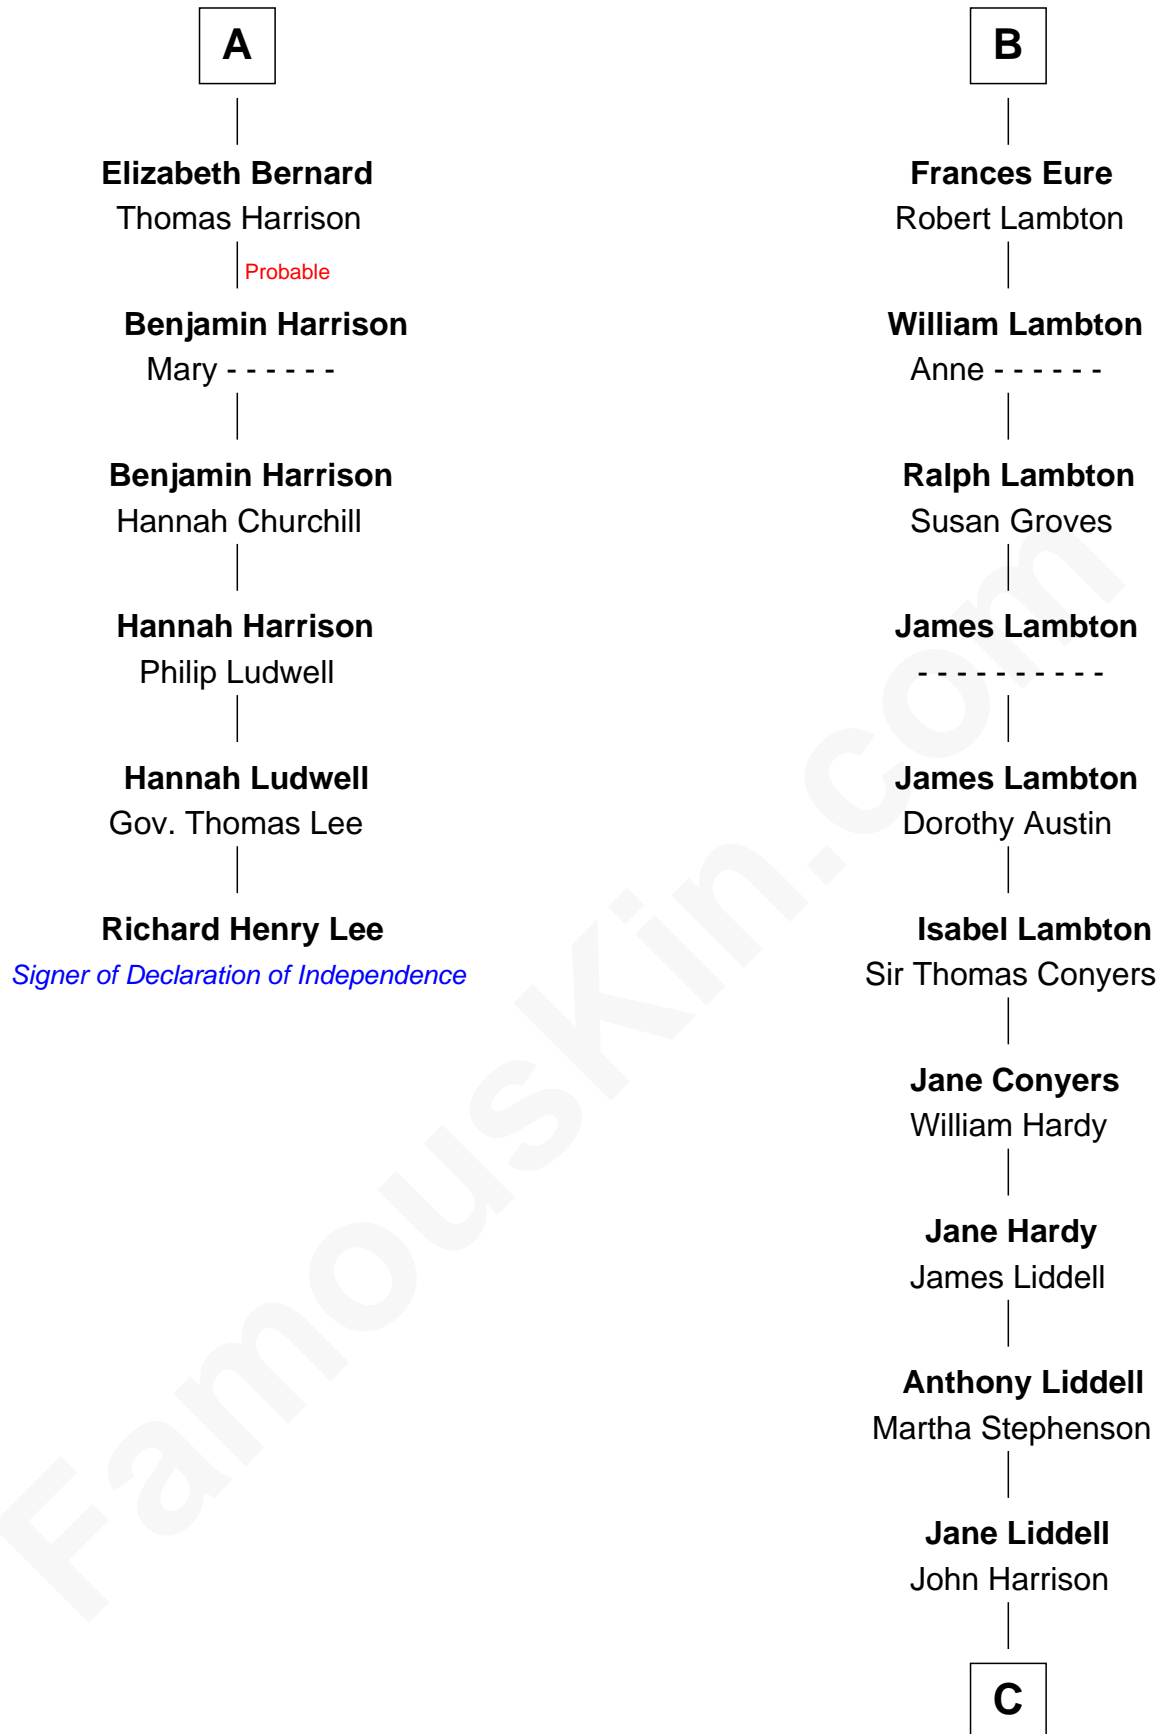 A
Elizabeth Bernard
Thomas Harrison
Probable
Benjamin Harrison
Mary - - - - - -
Benjamin Harrison
Hannah Churchill
Hannah Harrison
Philip Ludwell
Hannah Ludwell
Gov. Thomas Lee
Richard Henry Lee
Signer of Declaration of Independence
B
Frances Eure
Robert Lambton
William Lambton
Anne - - - - - -
Ralph Lambton
Susan Groves
James Lambton
- - - - - - - - - -
James Lambton
Dorothy Austin
Isabel Lambton
Sir Thomas Conyers
Jane Conyers
William Hardy
Jane Hardy
James Liddell
Anthony Liddell
Martha Stephenson
Jane Liddell
John Harrison
C
FamousKin.com